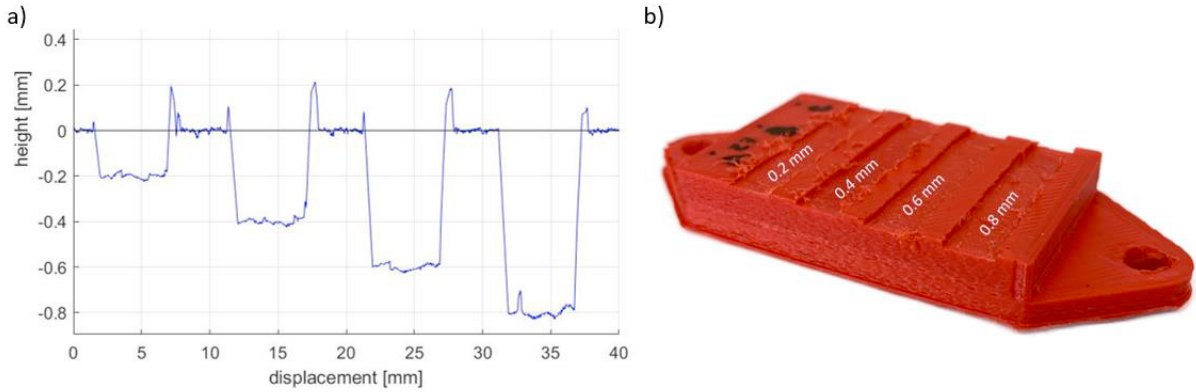 a)
b)
0.4
0.2
0
-0.2
-0.4
-0.6
-0.8
height [mm]
0 5 10 15 20 25 30 35 40
displacement [mm]
0.2 mm
0.4 mm
0.6 mm
0.8 mm